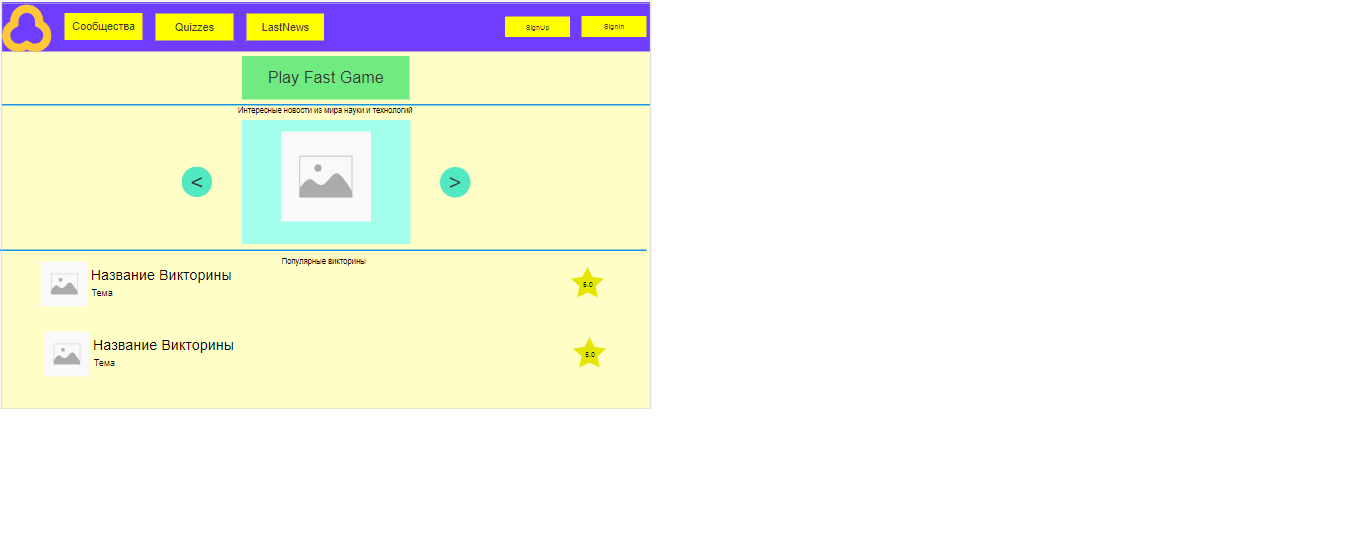 Сообщества
Quizzes
LastNews
SignUp
SignIn
Play Fast Game
Интересные новости из мира науки и технологий
<
>
Популярные викторины
Название Викторины
Тема
5.0
Название Викторины
Тема
5.0